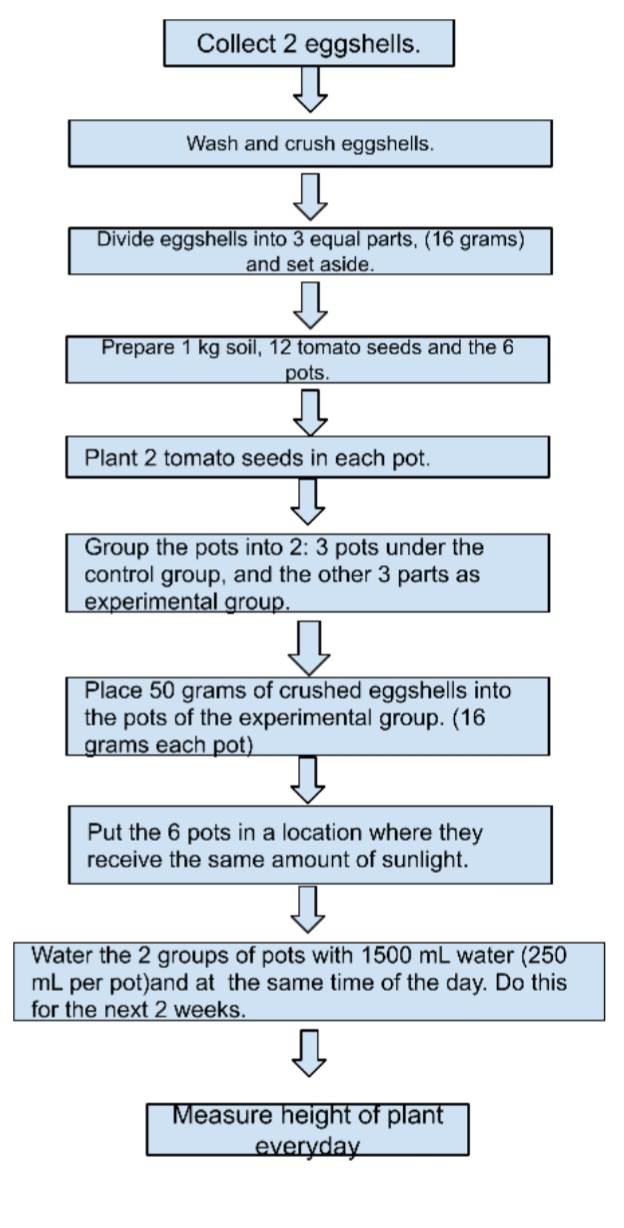 Collect 2 eggshells.
Wash and crush eggshells.
Divide eggshells into 3 equal parts, (16 grams)
and set aside.
Prepare 1 kg soil, 12 tomato seeds and the 6
pots.
Plant 2 tomato seeds in each pot.
Group the pots into 2: 3 pots under the
control group, and the other 3 parts as
experimental group.
Place 50 grams of crushed eggshells into
the pots of the experimental group. (16
grams each pot)
Put the 6 pots in a location where they
receive the same amount of sunlight.
Water the 2 groups of pots with 1500 mL water (250
mL per pot)and at the same time of the day. Do this
for the next 2 weeks.
Measure height of plant
everyday